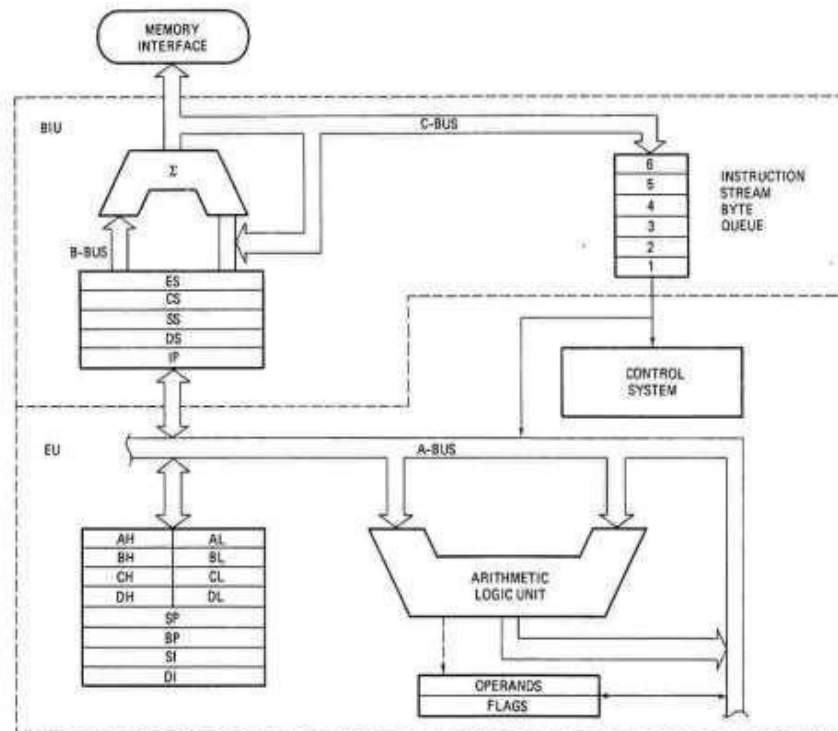 MEMORY
INTERFACE
BIU
C-BUS
Σ
B-BUS
6
5
4
3
2
1
INSTRUCTION
STREAM
BYTE
QUEUE
ES
CS
SS
DS
IP
CONTROL
SYSTEM
EU
A-BUS
AH AL
BH BL
CH CL
DH DL
SP
BP
SI
DI
ARITHMETIC
LOGIC UNIT
OPERANDS
FLAGS